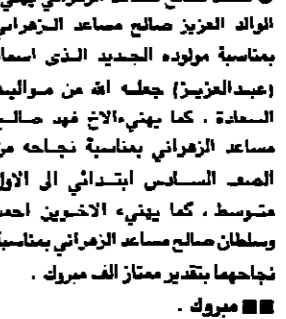 الوالد العزيز صالح مساعد الزهراني
بمناسبة مولوده الجديد الذى اسماه
(عبدالعزيز) جعله الله من مواليد
السعادة . كما يهنيء الاخ فهد صالح
مساعد الزهراني بمناسبة نجاحه من
الصف السادس ابتدائي الى الاول
متوسط ، كما يهنيء الاخوين احمد
وسلطان صالح مساعد الزهراني بمناسبة
نجاحهما بتقدير ممتاز الف مبروك .
■■ مبروك .